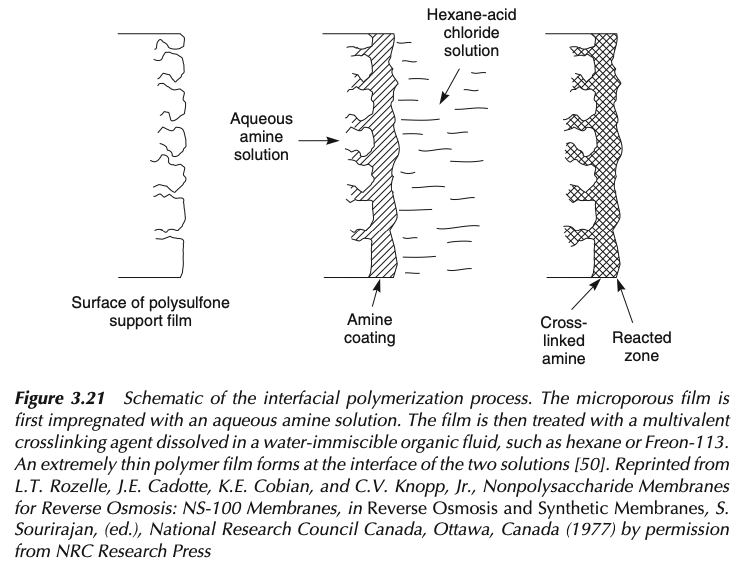 Hexane-acid
chloride
solution
Aqueous
amine
solution
Surface of polysulfone
support film
Amine
coating
Cross-
linked
amine
Reacted
zone
Figure 3.21 Schematic of the interfacial polymerization process. The microporous film is
first impregnated with an aqueous amine solution. The film is then treated with a multivalent
crosslinking agent dissolved in a water-immiscible organic fluid, such as hexane or Freon-113.
An extremely thin polymer film forms at the interface of the two solutions [50]. Reprinted from
L.T. Rozelle, J.E. Cadotte, K.E. Cobian, and C.V. Knopp, Jr., Nonpolysaccharide Membranes
for Reverse Osmosis: NS-100 Membranes, in Reverse Osmosis and Synthetic Membranes, S.
Sourirajan, (ed.), National Research Council Canada, Ottawa, Canada (1977) by permission
from NRC Research Press